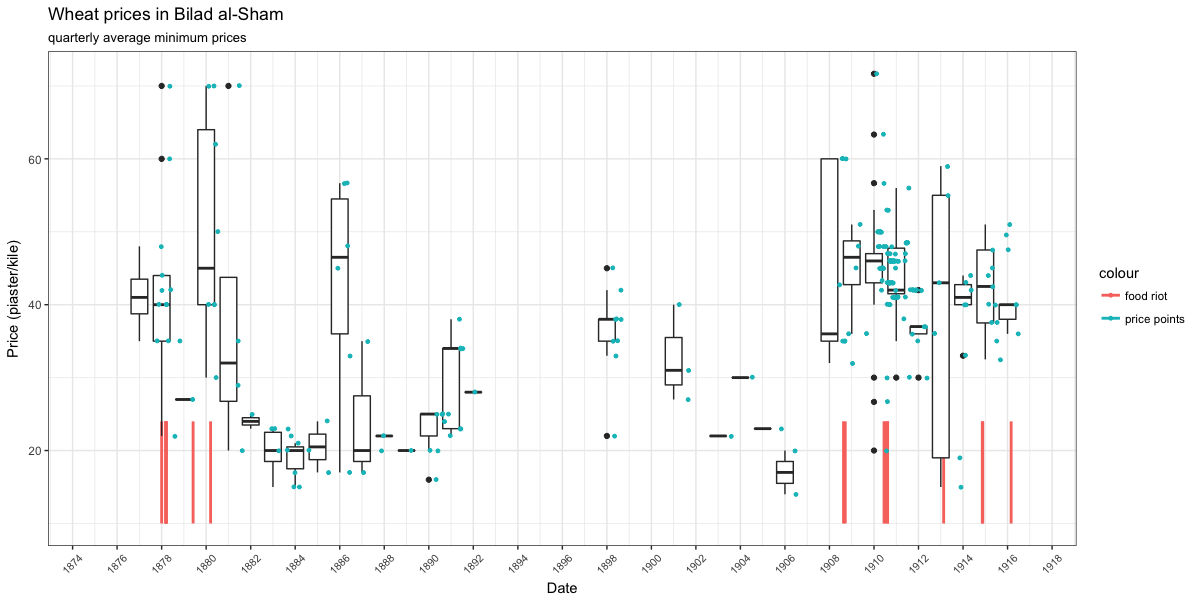 Wheat prices in Bilad al-Sham
quarterly average minimum prices
Price (piaster/kile)
60
40
20
1874 1876 1878 1880 1882 1884 1886 1888 1890 1892 1894 1896 1898 1900 1902 1904 1906 1908 1910 1912 1914 1916 1918
Date
colour
food riot
price points